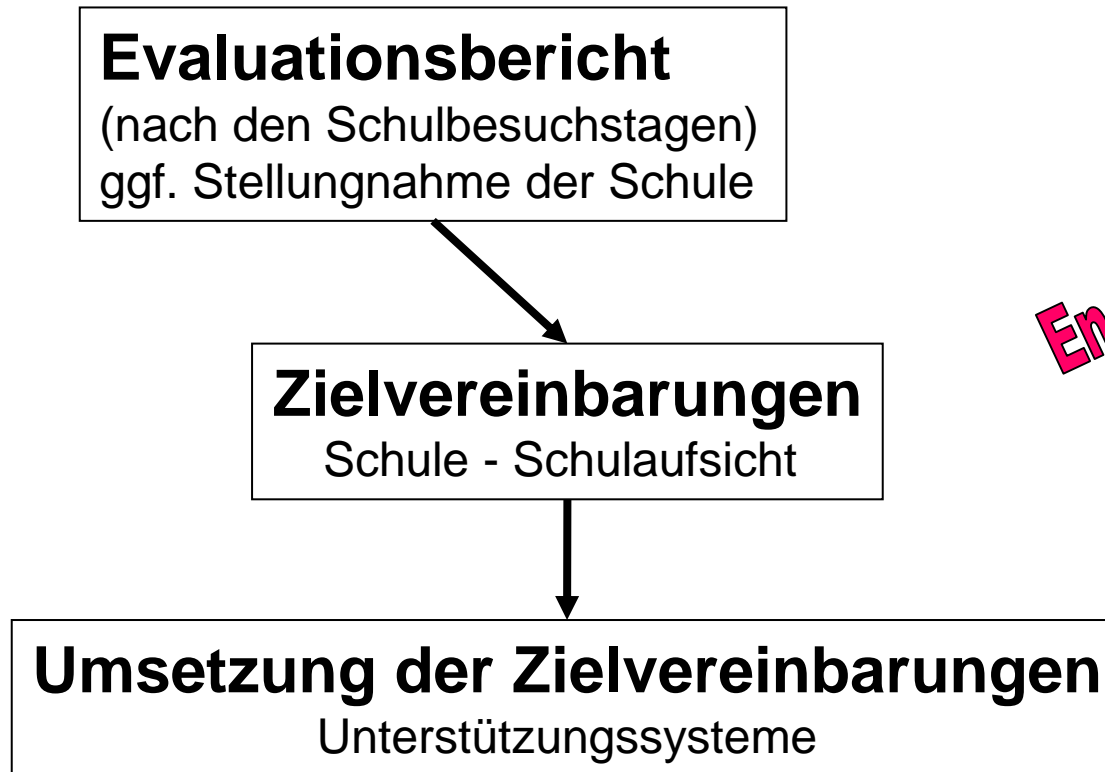 Evaluationsbericht
(nach den Schulbesuchstagen)
ggf. Stellungnahme der Schule
Zielvereinbarungen
Schule - Schulaufsicht
Umsetzung der Zielvereinbarungen
Unterstützungssysteme